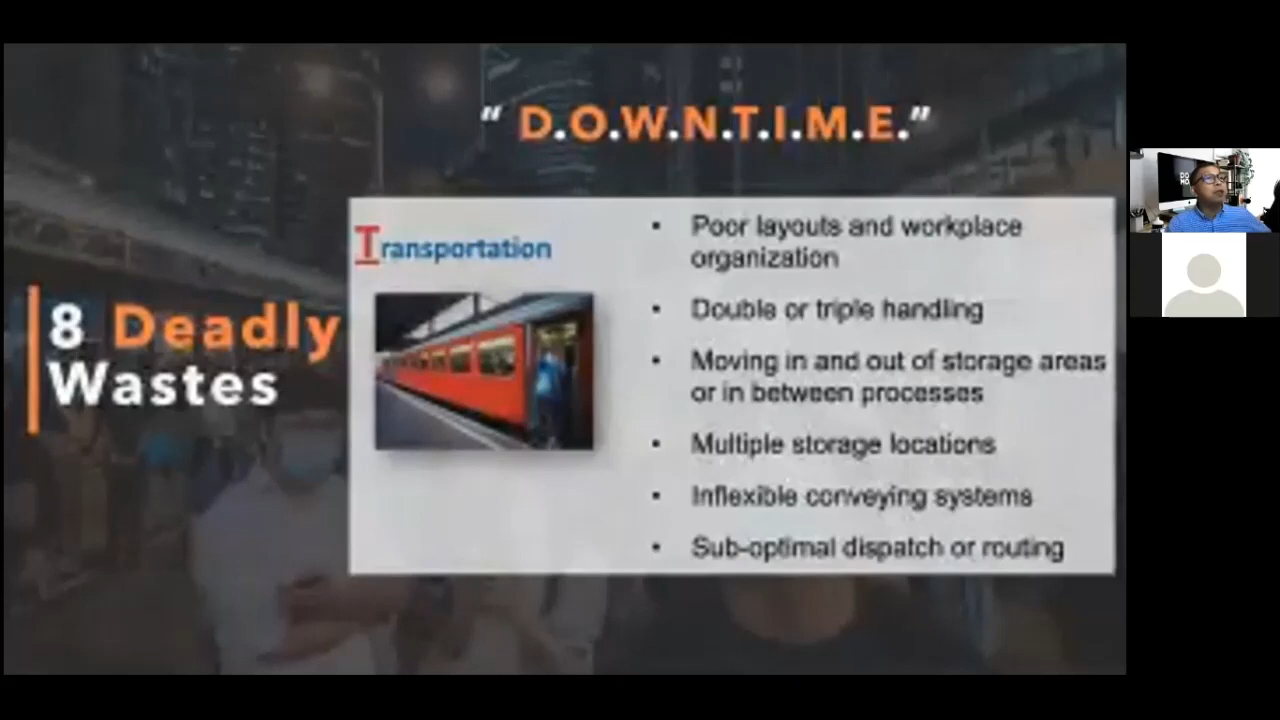 “ D.O.W.N.T.I.M.E.”
8 Deadly
Wastes
Transportation
• Poor layouts and workplace
organization
• Double or triple handling
• Moving in and out of storage areas
or in between processes
• Multiple storage locations
• Inflexible conveying systems
• Sub-optimal dispatch or routing